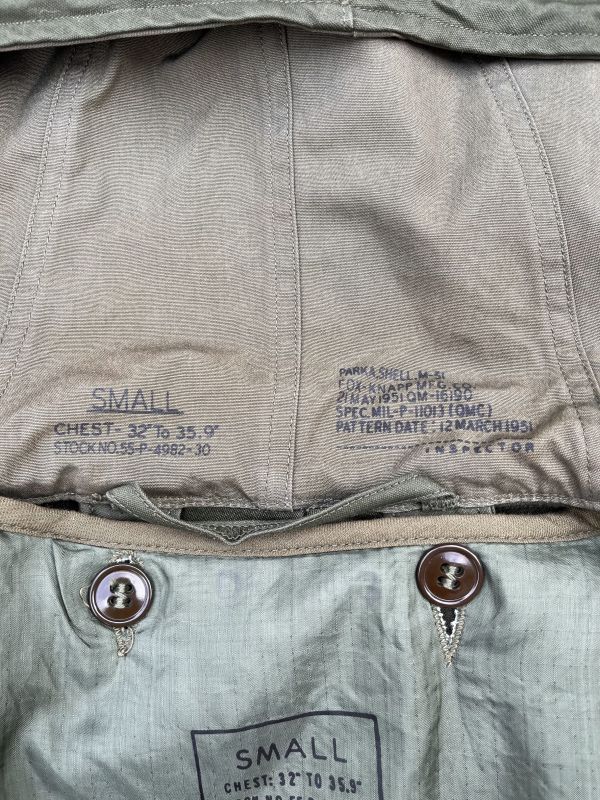 SMALL
CHEST- 32" To 35.9"
STOCK NO. 55-P-4982-30
PARKA, SHELL, M-51
FOX-KNAPP MFG. CO.
21 MAY 1951 QM-16190
SPEC. MIL-P-11013 (QMC)
PATTERN DATE: 12 MARCH 1951
INSPECTOR
SMALL
CHEST: 32" TO 35.9"